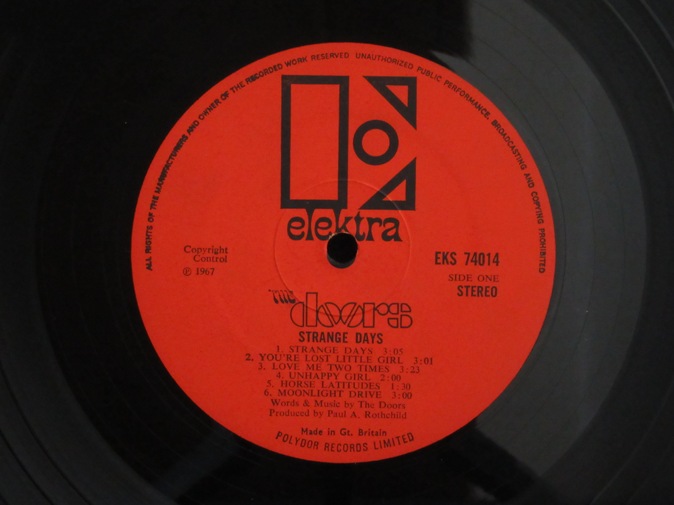 ALL RIGHTS OF THE MANUFACTURERS AND OWNER OF THE RECORDED WORK RESERVED UNAUTHORIZED PUBLIC PERFORMANCE, BROADCASTING AND COPYING PROHIBITED
elektra
Copyright
Control
℗ 1967
EKS 74014
SIDE ONE
STEREO
THE doors
STRANGE DAYS
1. STRANGE DAYS 3:05
2. YOU'RE LOST LITTLE GIRL 3:01
3. LOVE ME TWO TIMES 3:23
4. UNHAPPY GIRL 2:00
5. HORSE LATITUDES 1:30
6. MOONLIGHT DRIVE 3:00
Words & Music by The Doors
Produced by Paul A. Rothchild
Made in Gt. Britain
POLYDOR RECORDS LIMITED